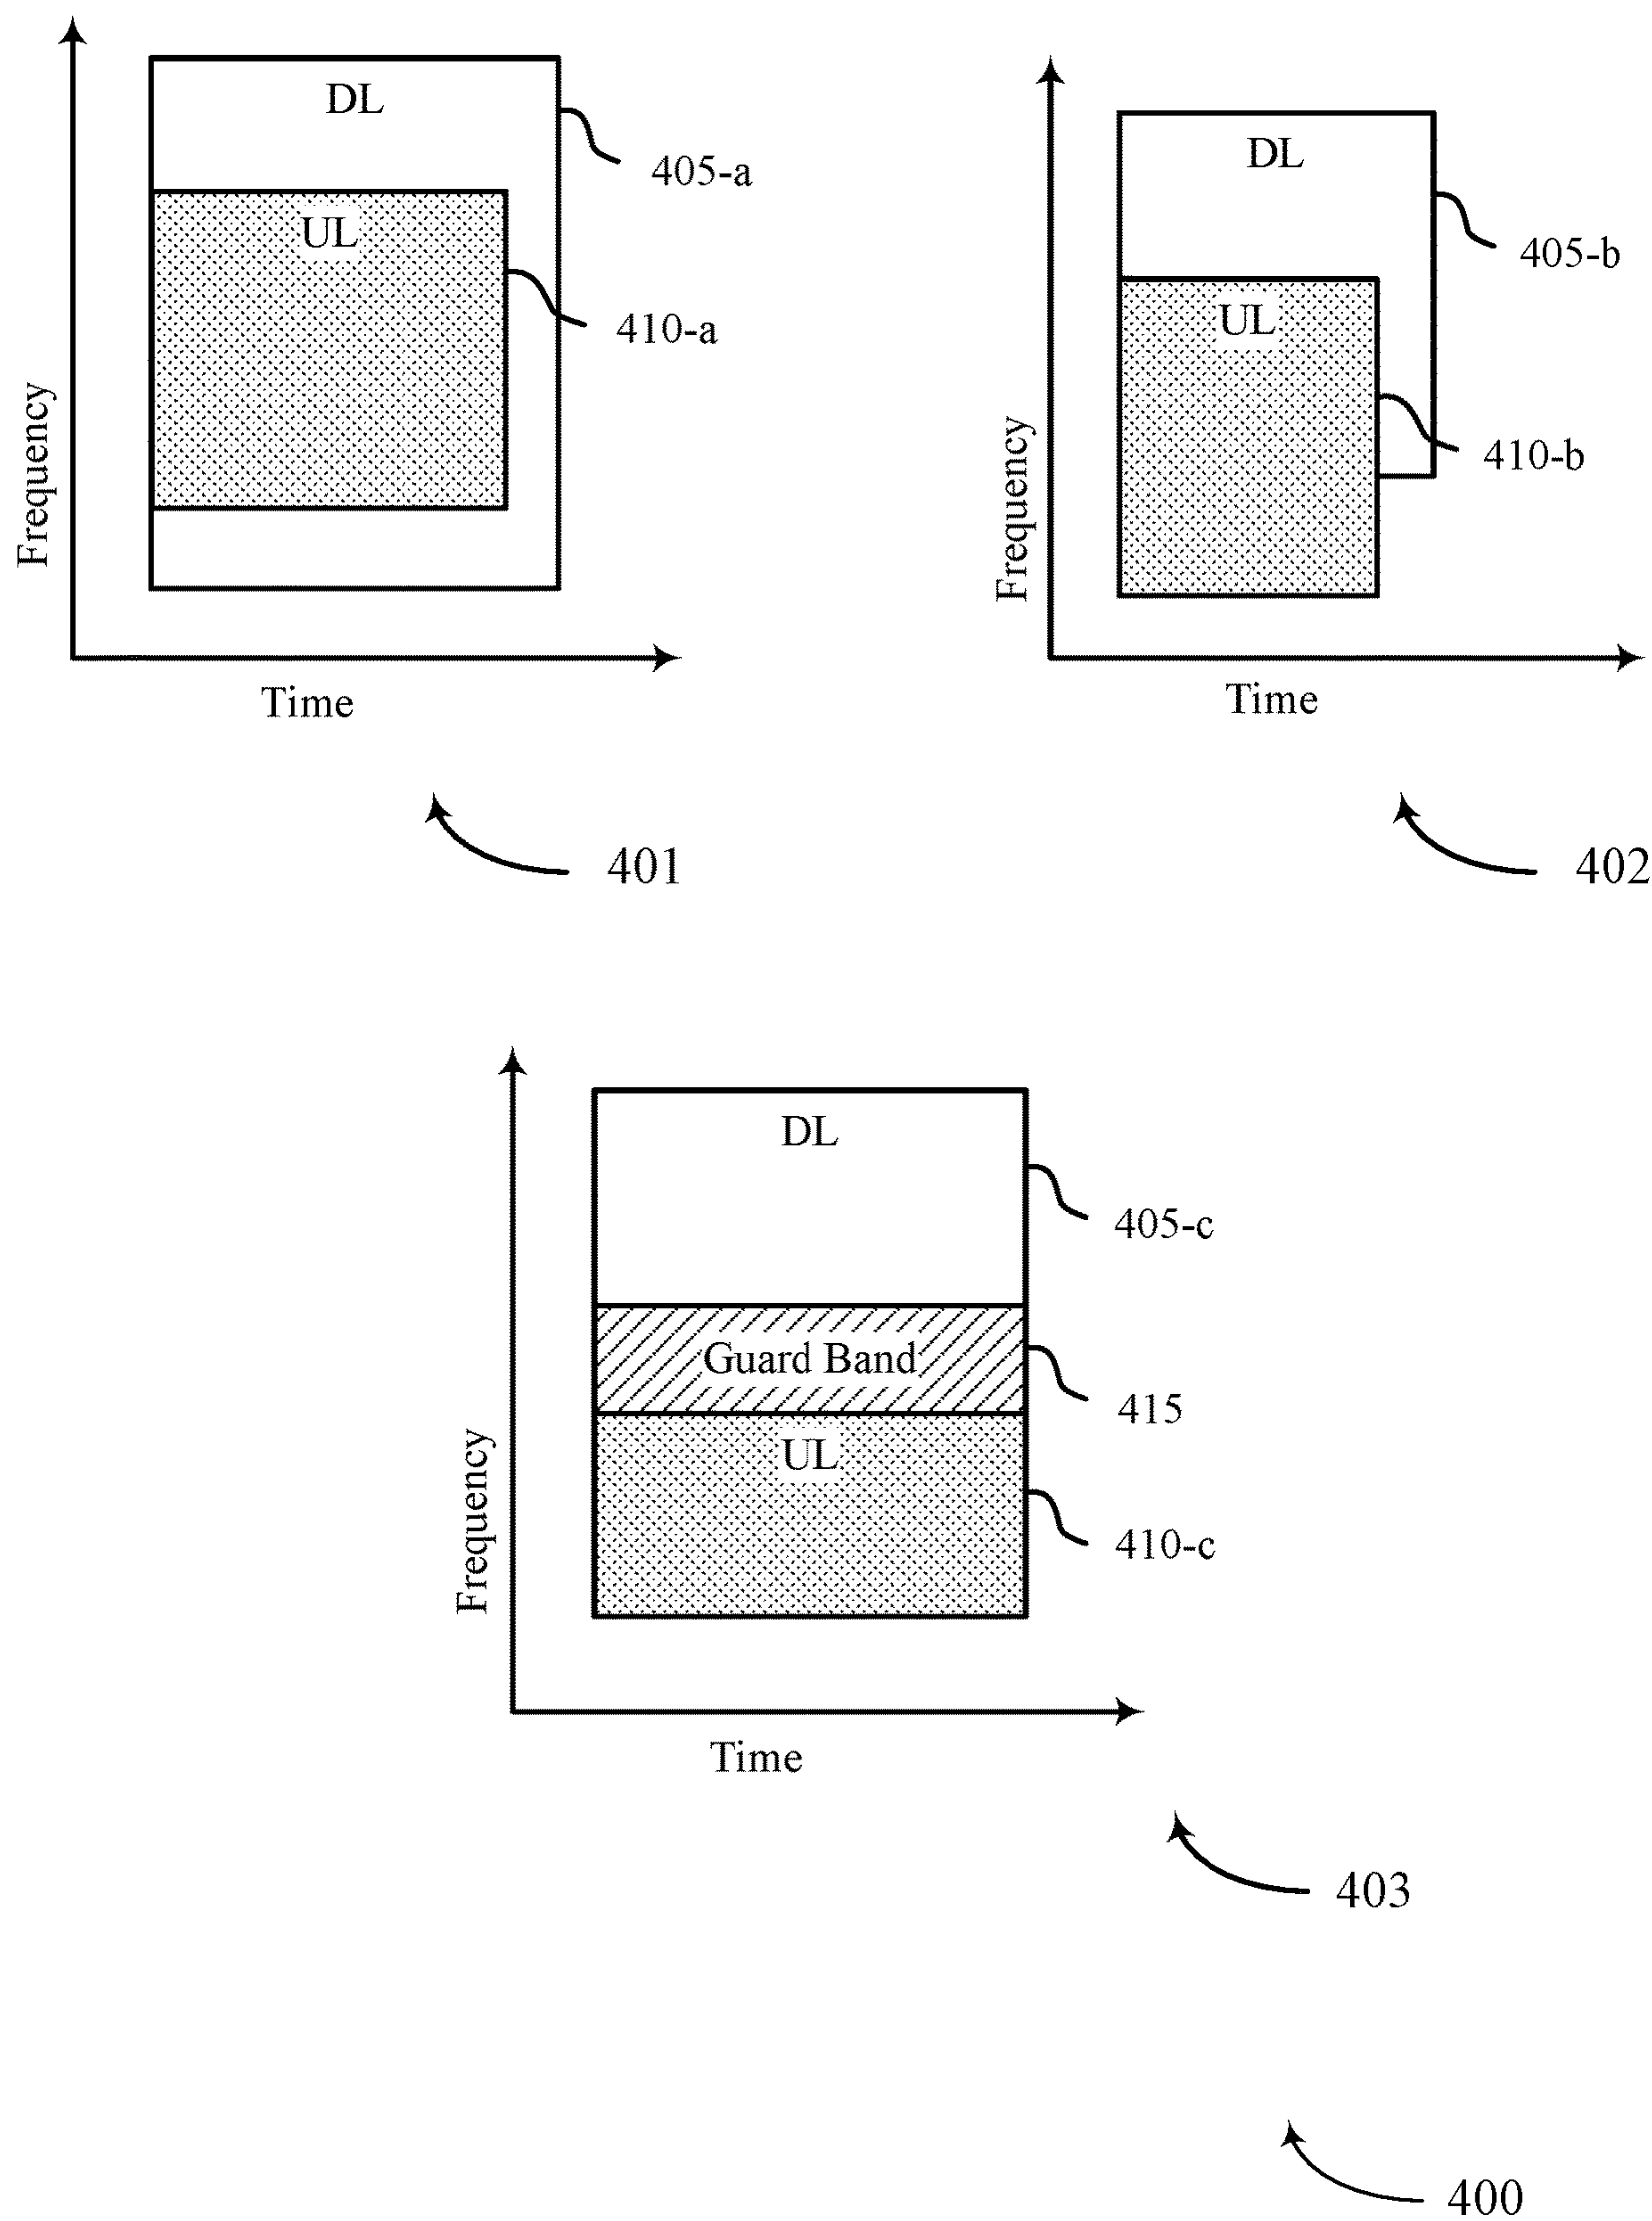 DL
405-a
UL
410-a
Frequency
Time
401
DL
405-b
UL
410-b
Frequency
Time
402
DL
405-c
Guard Band
415
UL
410-c
Frequency
Time
403
400